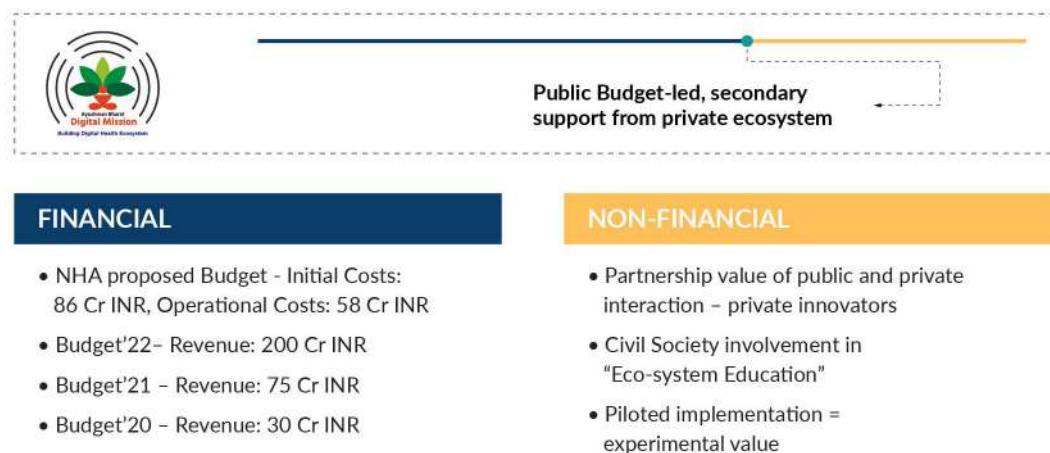 Ayushman Bharat
Digital Mission
Building Digital Health Ecosystem
Public Budget-led, secondary
support from private ecosystem
FINANCIAL
• NHA proposed Budget - Initial Costs:
86 Cr INR, Operational Costs: 58 Cr INR
• Budget'22– Revenue: 200 Cr INR
• Budget'21 – Revenue: 75 Cr INR
• Budget'20 – Revenue: 30 Cr INR
NON-FINANCIAL
• Partnership value of public and private
interaction – private innovators
• Civil Society involvement in
“Eco-system Education”
• Piloted implementation =
experimental value